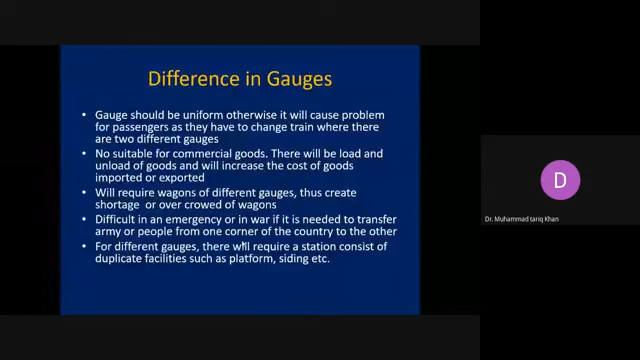 Difference in Gauges
• Gauge should be uniform otherwise it will cause problem
for passengers as they have to change train where there
are two different gauges
• No suitable for commercial goods. There will be load and
unload of goods and will increase the cost of goods
imported or exported
• Will require wagons of different gauges, thus create
shortage or over crowed of wagons
• Difficult in an emergency or in war if it is needed to transfer
army or people from one corner of the country to the other
• For different gauges, there will require a station consist of
duplicate facilities such as platform, siding etc.
D
Dr. Muhammad tariq Khan